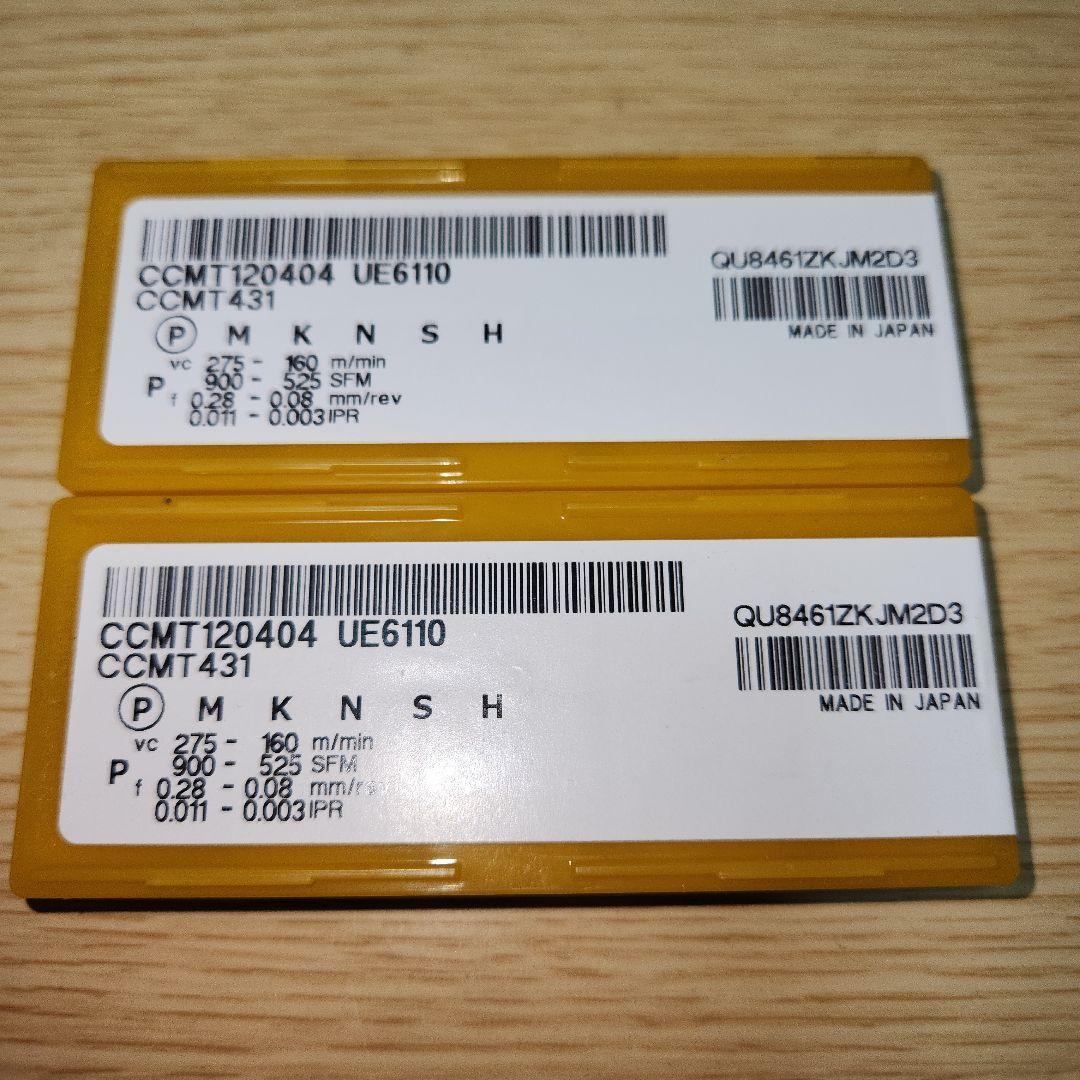 CCMT120404 UE6110
CCMT431
P M K N S H
P
vc 275 - 160 m/min
900 - 525 SFM
f 0.28 - 0.08 mm/rev
0.011 - 0.003 IPR
QU8461ZKJM2D3
MADE IN JAPAN
CCMT120404 UE6110
CCMT431
P M K N S H
P
vc 275 - 160 m/min
900 - 525 SFM
f 0.28 - 0.08 mm/rev
0.011 - 0.003 IPR
QU8461ZKJM2D3
MADE IN JAPAN